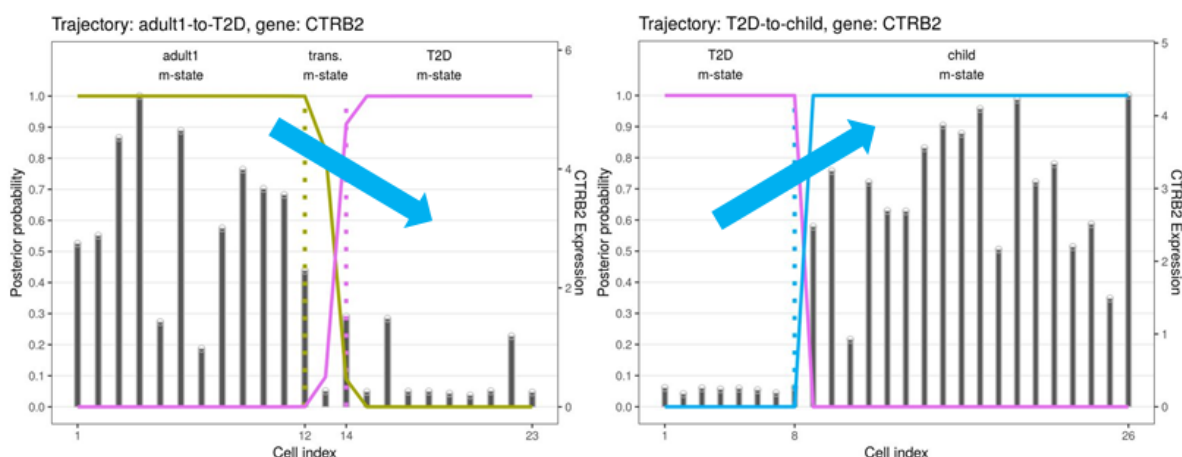 Trajectory: adult1-to-T2D, gene: CTRB2
adult1 trans. T2D
m-state m-state m-state
Posterior probability
1.0
0.9
0.8
0.7
0.6
0.5
0.4
0.3
0.2
0.1
0.0
6
4
2
0
CTRB2 Expression
1 12 14 23
Cell index
Trajectory: T2D-to-child, gene: CTRB2
T2D child
m-state m-state
Posterior probability
1.0
0.9
0.8
0.7
0.6
0.5
0.4
0.3
0.2
0.1
0.0
5
4
3
2
1
0
CTRB2 Expression
1 8 26
Cell index